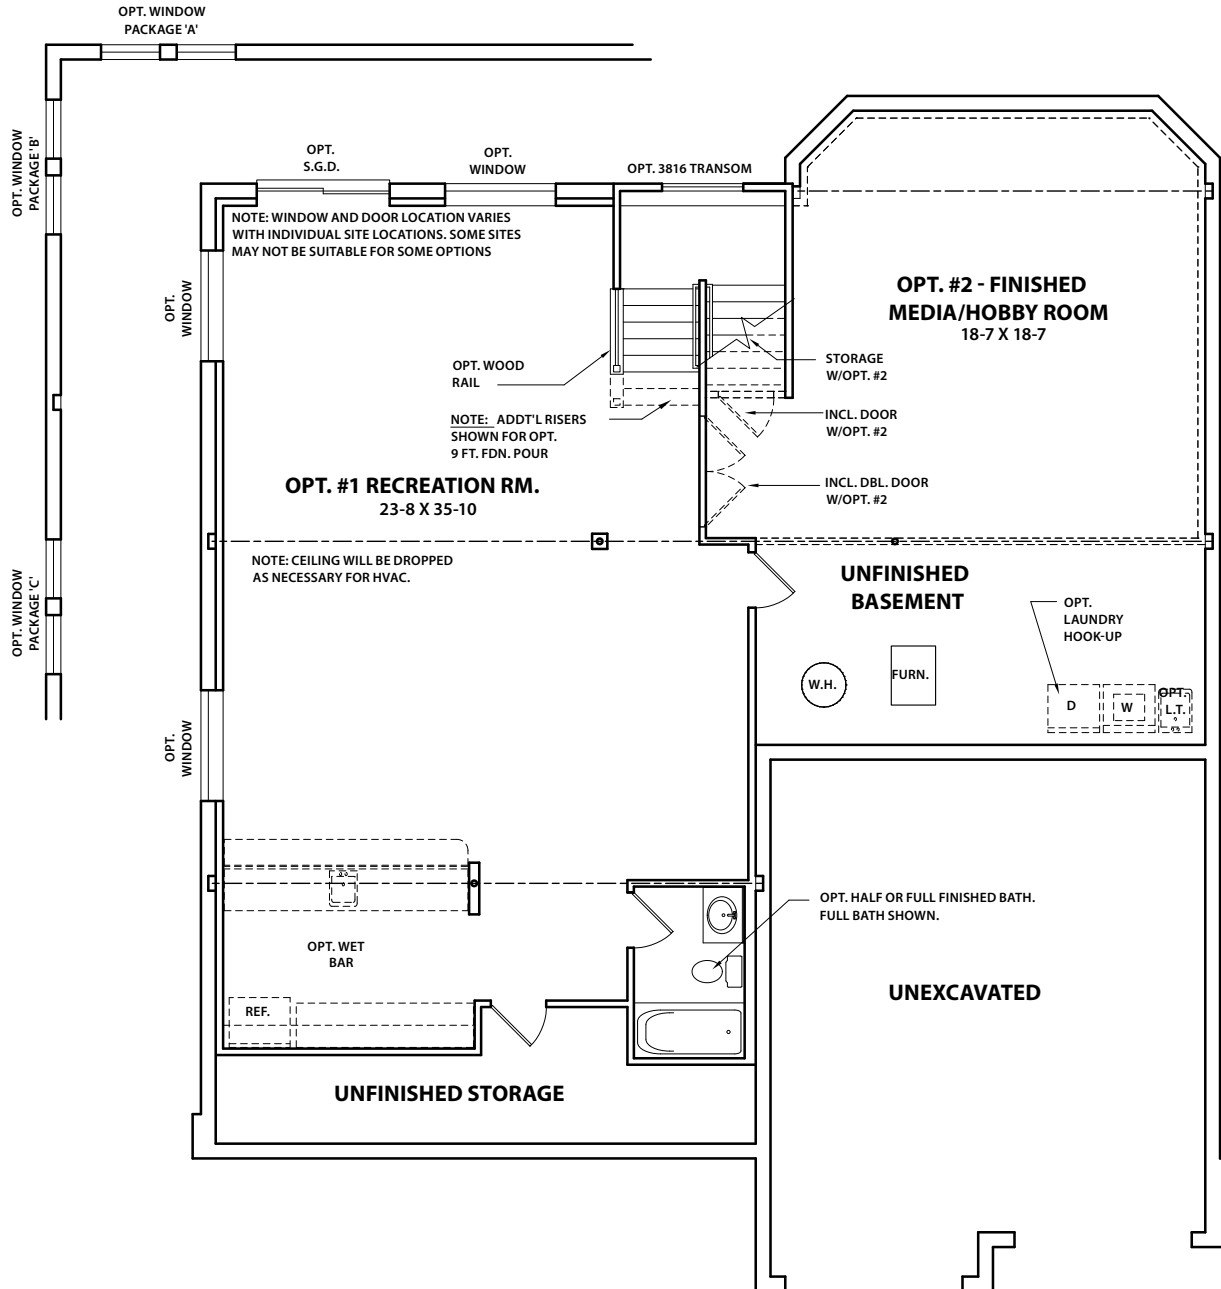 OPT. WINDOW
PACKAGE 'A'
OPT. WINDOW
PACKAGE 'B'
OPT. WINDOW
PACKAGE 'C'
OPT.
S.G.D.
OPT.
WINDOW
OPT. 3816 TRANSOM
NOTE: WINDOW AND DOOR LOCATION VARIES
WITH INDIVIDUAL SITE LOCATIONS. SOME SITES
MAY NOT BE SUITABLE FOR SOME OPTIONS
OPT.
WINDOW
OPT. #2 - FINISHED
MEDIA/HOBBY ROOM
18-7 X 18-7
OPT. WOOD
RAIL
STORAGE
W/OPT. #2
NOTE: ADDT'L RISERS
SHOWN FOR OPT.
9 FT. FDN. POUR
INCL. DOOR
W/OPT. #2
INCL. DBL. DOOR
W/OPT. #2
OPT. #1 RECREATION RM.
23-8 X 35-10
NOTE: CEILING WILL BE DROPPED
AS NECESSARY FOR HVAC.
UNFINISHED
BASEMENT
OPT.
LAUNDRY
HOOK-UP
W.H.
FURN.
D
W
OPT.
L.T.
OPT.
WINDOW
OPT. HALF OR FULL FINISHED BATH.
FULL BATH SHOWN.
OPT. WET
BAR
REF.
UNEXCAVATED
UNFINISHED STORAGE